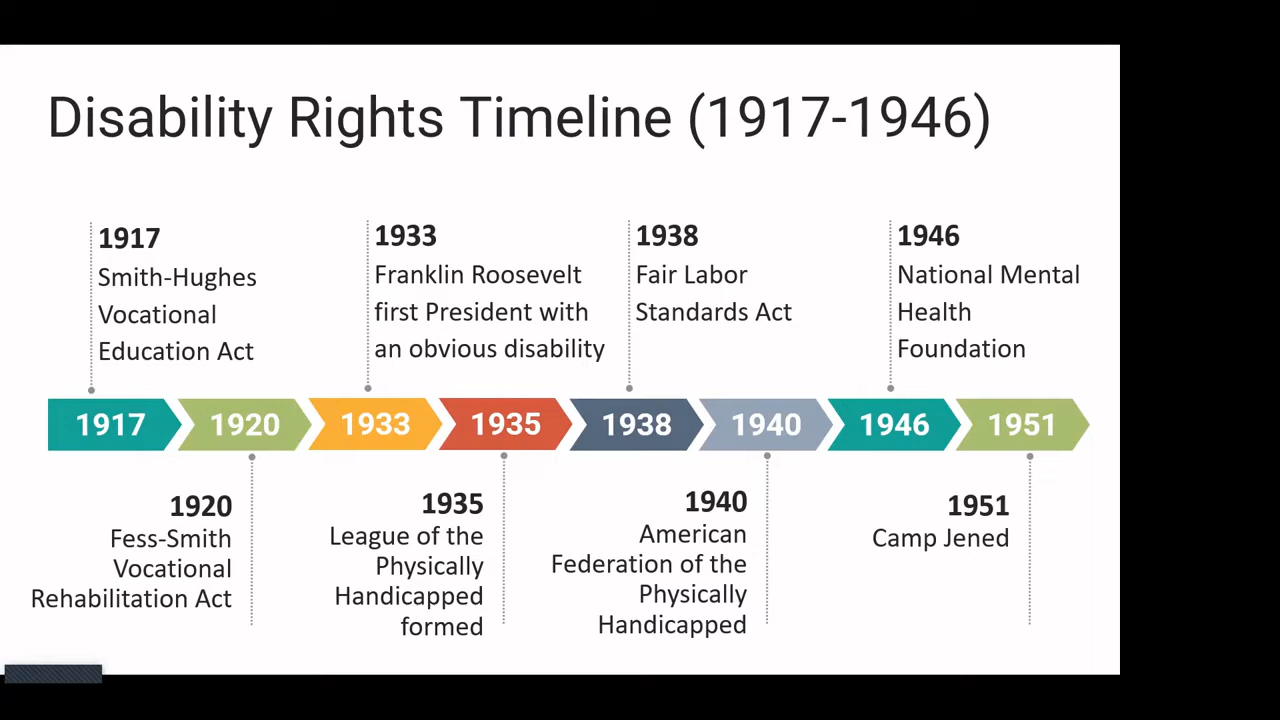 Disability Rights Timeline (1917-1946)
1917
Smith-Hughes
Vocational
Education Act
1933
Franklin Roosevelt
first President with
an obvious disability
1938
Fair Labor
Standards Act
1946
National Mental
Health
Foundation
1917 1920 1933 1935 1938 1940 1946 1951
1920
Fess-Smith
Vocational
Rehabilitation Act
1935
League of the
Physically
Handicapped
formed
1940
American
Federation of the
Physically
Handicapped
1951
Camp Jened